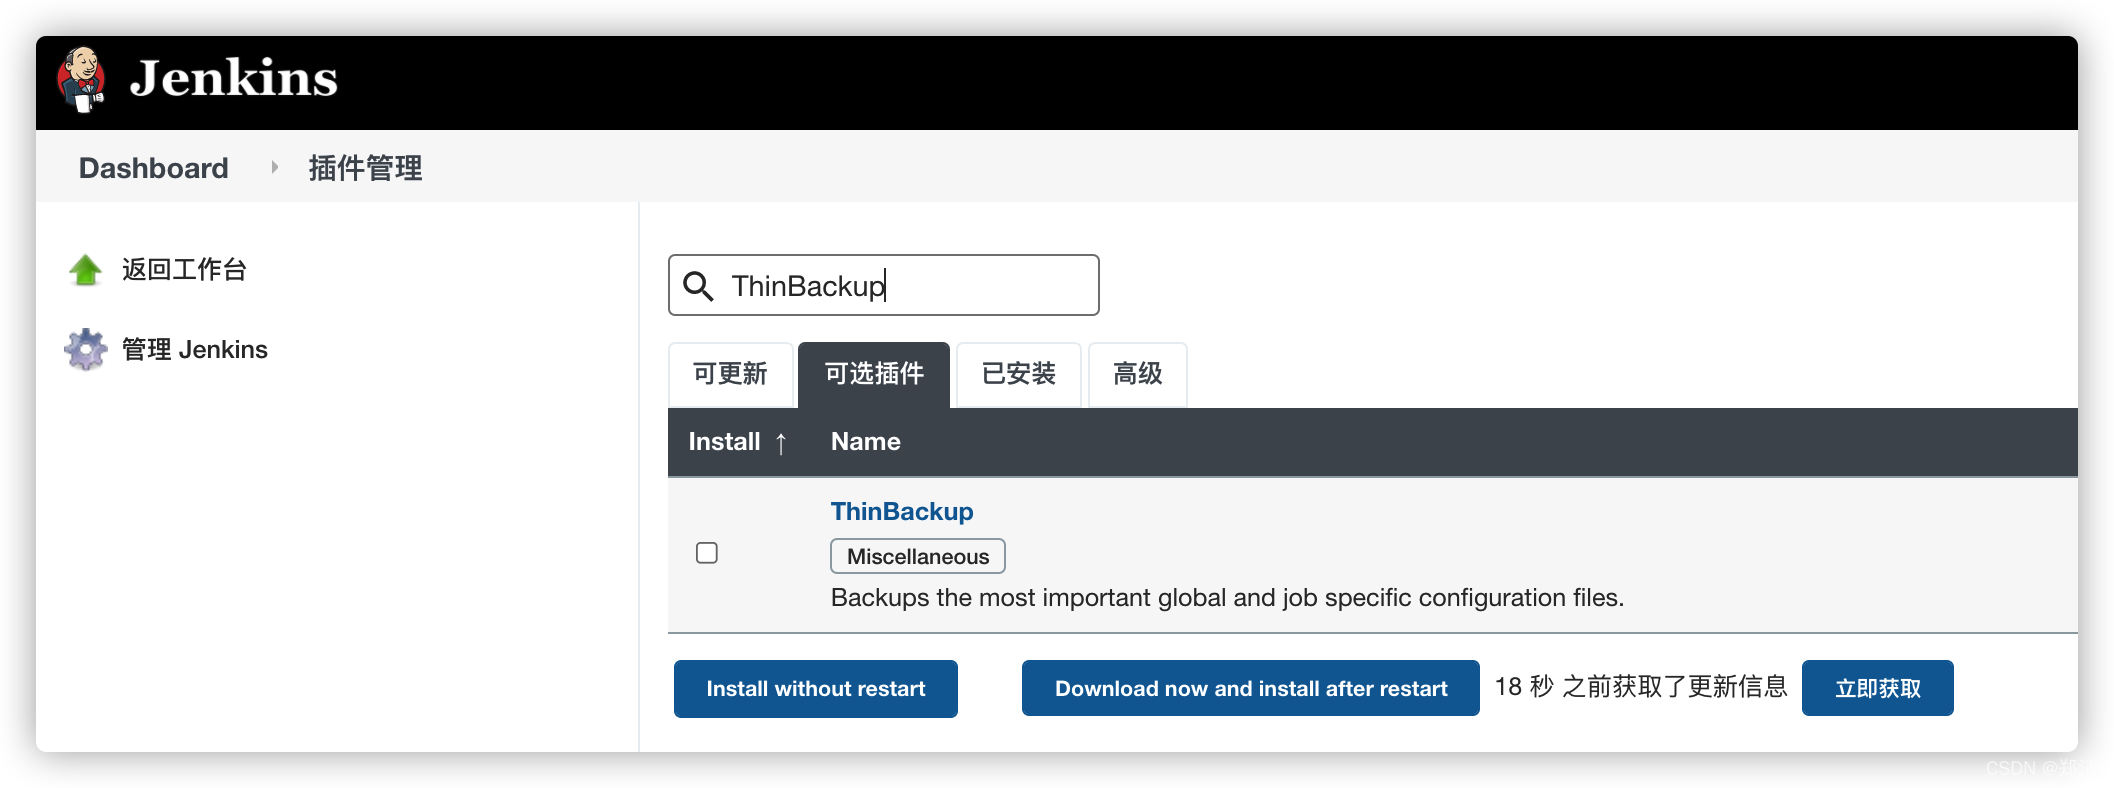 Jenkins
Dashboard 插件管理
返回工作台
管理 Jenkins
ThinBackup
可更新 可选插件 已安装 高级
Install ↑ Name
ThinBackup
Miscellaneous
Backups the most important global and job specific configuration files.
Install without restart Download now and install after restart 18 秒 之前获取了更新信息 立即获取
CSDN